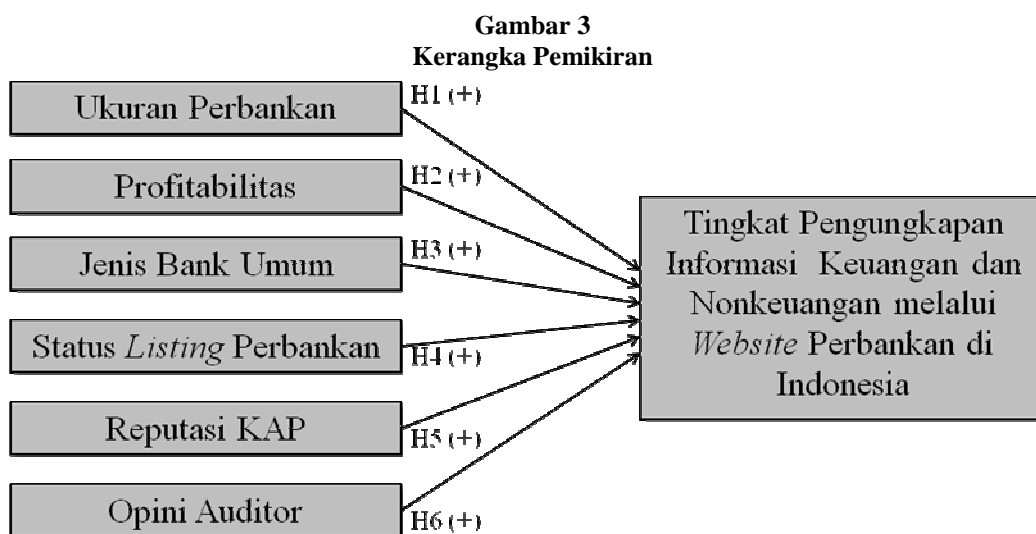 Gambar 3
Kerangka Pemikiran
Ukuran Perbankan
H1 (+)
Profitabilitas
H2 (+)
Jenis Bank Umum
H3 (+)
Status Listing Perbankan
H4 (+)
Reputasi KAP
H5 (+)
Opini Auditor
H6 (+)
Tingkat Pengungkapan
Informasi Keuangan dan
Nonkeuangan melalui
Website Perbankan di
Indonesia